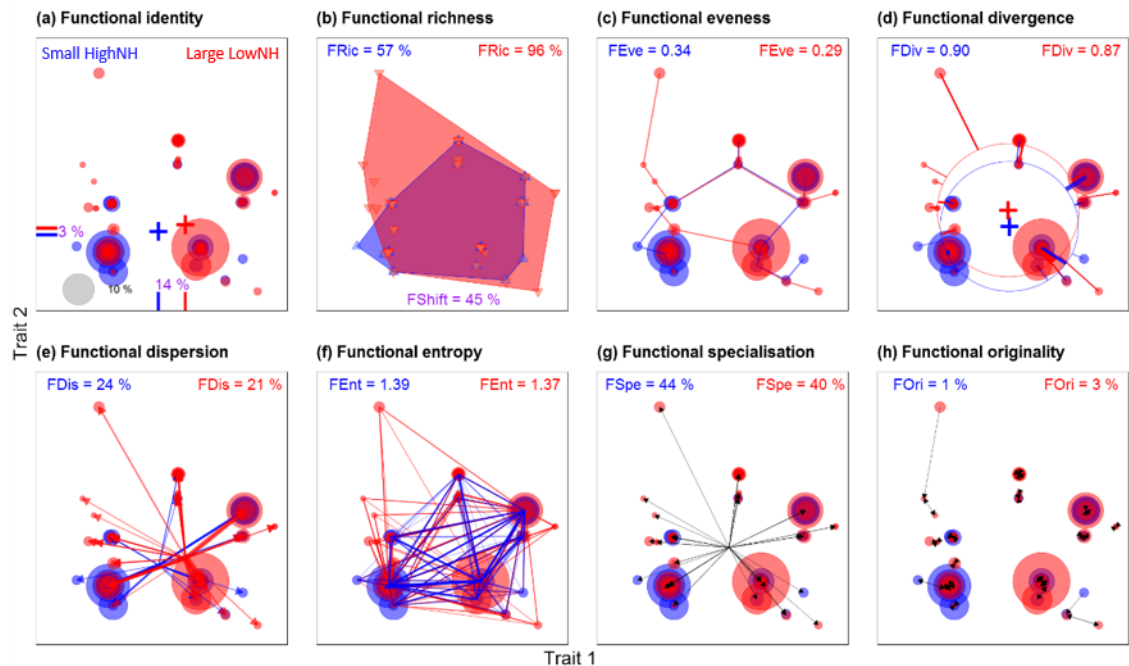 (a) Functional identity
(b) Functional richness
(c) Functional eveness
(d) Functional divergence
Small HighNH
Large LowNH
FRic = 57 %
FRic = 96 %
FEve = 0.34
FEve = 0.29
FDiv = 0.90
FDiv = 0.87
3 %
10 %
14 %
FShift = 45 %
Trait 2
(e) Functional dispersion
(f) Functional entropy
(g) Functional specialisation
(h) Functional originality
FDis = 24 %
FDis = 21 %
FEnt = 1.39
FEnt = 1.37
FSpe = 44 %
FSpe = 40 %
FOri = 1 %
FOri = 3 %
Trait 1